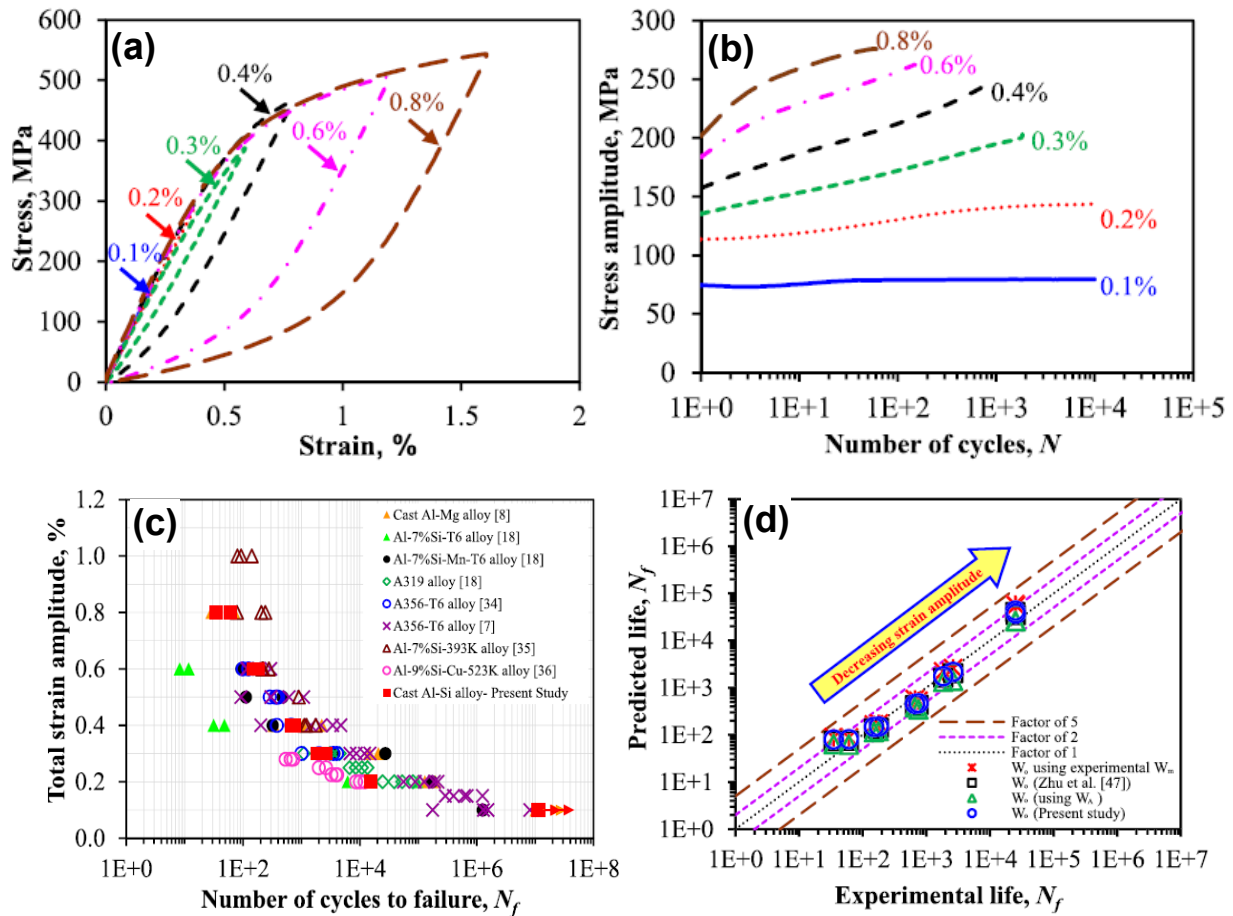 (a)
600
500
400
300
200
100
0
Stress, MPa
0.4%
0.3%
0.2%
0.1%
0.6%
0.8%
0
0.5
1
1.5
2
Strain, %
(b)
300
250
200
150
100
50
0
Stress amplitude, MPa
0.8%
0.6%
0.4%
0.3%
0.2%
0.1%
1E+0
1E+1
1E+2
1E+3
1E+4
1E+5
Number of cycles, N
(c)
1.2
1.0
0.8
0.6
0.4
0.2
0.0
Total strain amplitude, %
Cast Al-Mg alloy [8]
Al-7%Si-T6 alloy [18]
Al-7%Si-Mn-T6 alloy [18]
A319 alloy [18]
A356-T6 alloy [34]
A356-T6 alloy [7]
Al-7%Si-393K alloy [35]
Al-9%Si-Cu-523K alloy [36]
Cast Al-Si alloy- Present Study
1E+0
1E+2
1E+4
1E+6
1E+8
Number of cycles to failure, Nf
(d)
1E+7
1E+6
1E+5
1E+4
1E+3
1E+2
1E+1
1E+0
Predicted life, Nf
Decreasing strain amplitude
Factor of 5
Factor of 2
Factor of 1
Wo using experimental Wm
Wo (Zhu et al. [47])
Wo (using WA )
Wo (Present study)
1E+0
1E+1
1E+2
1E+3
1E+4
1E+5
1E+6
1E+7
Experimental life, Nf